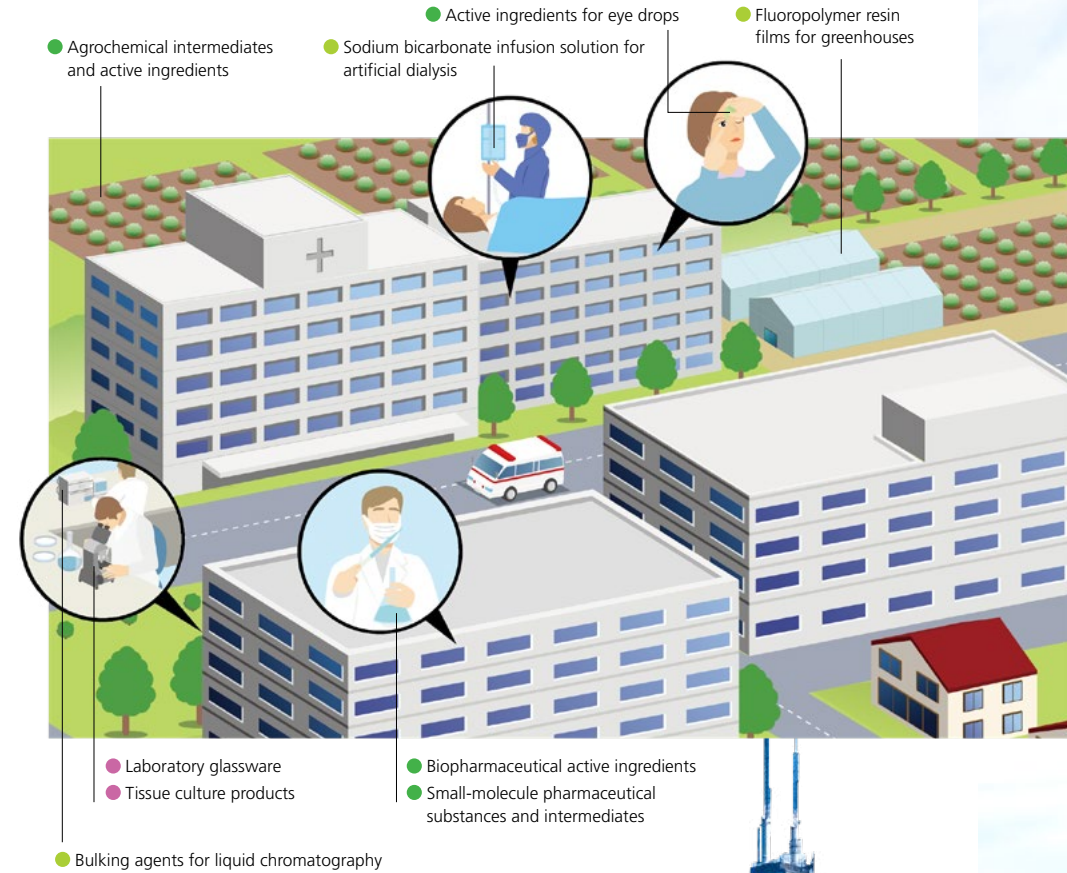 Active ingredients for eye drops
Fluoropolymer resin
films for greenhouses
Agrochemical intermediates
and active ingredients
Sodium bicarbonate infusion solution for
artificial dialysis
Laboratory glassware
Tissue culture products
Biopharmaceutical active ingredients
Small-molecule pharmaceutical
substances and intermediates
Bulking agents for liquid chromatography